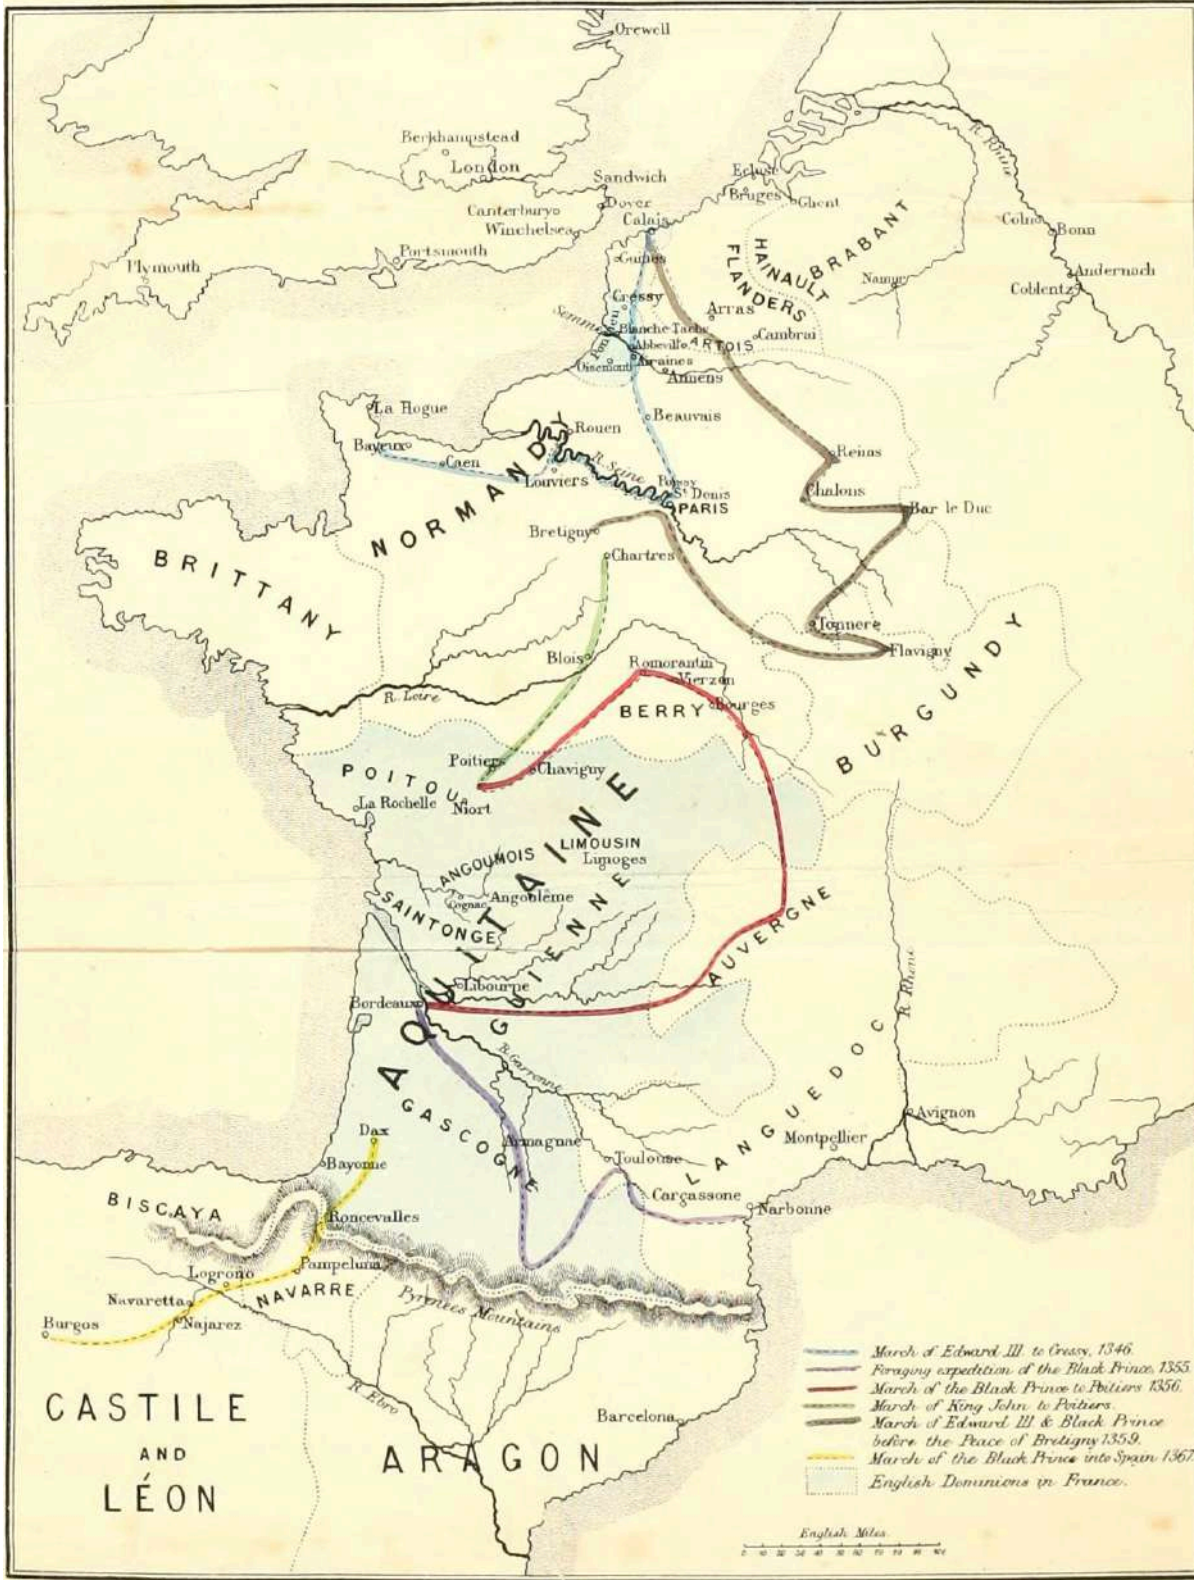 Orewell
Berkhampstead
London
R. Rhine
Sandwich
Ecluse
Bruges
Ghent
Dover
Canterbury
Calais
Winchelsea
Coln
Bonn
Portsmouth
Guines
HAINAULT
BRABANT
FLANDERS
Plymouth
Namur
Andernach
Coblentz
Cressy
Arras
Blanche Tache
Cambrai
Abbeville
ARTOIS
Airaines
Oisemont
Amiens
La Hogue
Beauvais
Rouen
Bayeux
Caen
Reims
Louviers
R. Seine
Poissy
St. Denis
Chalons
PARIS
Bar le Duc
NORMANDEY
Bretigny
Chartres
BRITTANY
Tonnere
Flavigny
Blois
Romorantin
Vierzon
R. Loire
BERRY
Bourges
BURGUNDY
Poitiers
Chavigny
POITOU
La Rochelle
Niort
LIMOUSIN
Limoges
ANGOUMOIS
Cognac
Angoulême
SAINTONGE
AQUITAINE
GUIENNE
AUVERGNE
Libourne
Bordeaux
R. Rhone
R. Garronne
GASCOGNE
LANGUEDOC
Armagnac
Avignon
Montpellier
Dax
Bayonne
Toulouse
Cargassone
Narbonne
BISCAYA
Roncevalles
Pampeluna
Logrono
NAVARRE
Pyrenees Mountains
Navaretta
Najarez
Burgos
R. Ebro
Barcelona
CASTILE
AND
LÉON
ARAGON
March of Edward III. to Cressy, 1346.
Foraging expedition of the Black Prince, 1355.
March of the Black Prince to Poitiers 1356.
March of King John to Poitiers.
March of Edward III & Black Prince
before the Peace of Bretigny 1359.
March of the Black Prince into Spain 1367.
English Dominions in France.
English Miles.